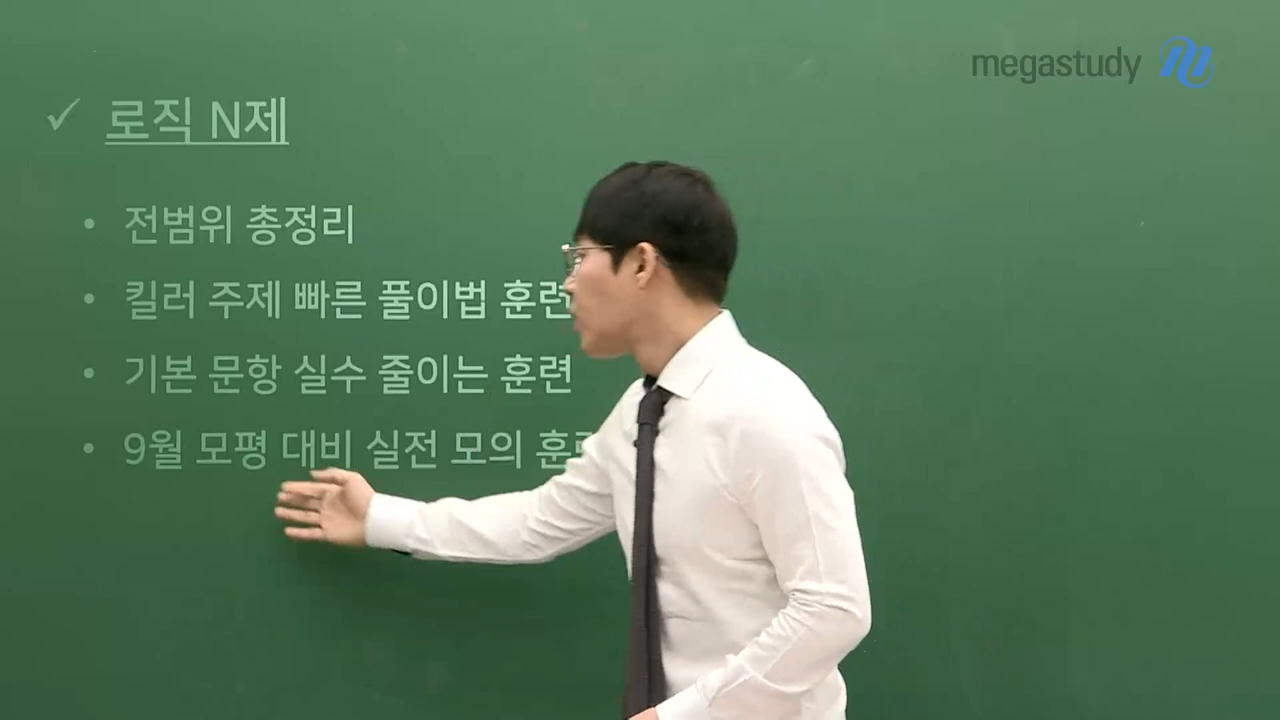 megastudy
로직 N제
전범위 총정리
킬러 주제 빠른 풀이법 훈련
기본 문항 실수 줄이는 훈련
9월 모평 대비 실전 모의